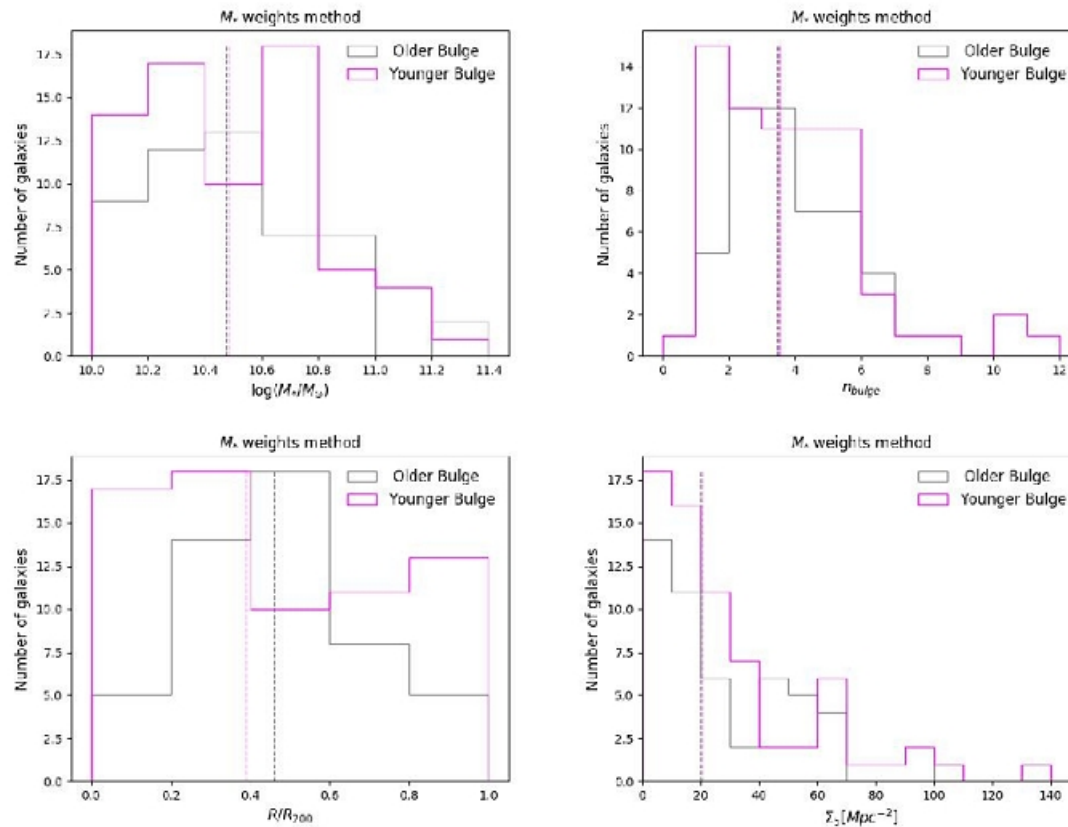 M* weights method
17.5
15.0
12.5
10.0
7.5
5.0
2.5
0.0
Number of galaxies
Older Bulge
Younger Bulge
10.0 10.2 10.4 10.6 10.8 11.0 11.2 11.4
log(M*/M⊙)
M* weights method
14
12
10
8
6
4
2
0
Number of galaxies
Older Bulge
Younger Bulge
0 2 4 6 8 10 12
n_bulge
M* weights method
17.5
15.0
12.5
10.0
7.5
5.0
2.5
0.0
Number of galaxies
Older Bulge
Younger Bulge
0.0 0.2 0.4 0.6 0.8 1.0
R/R200
M* weights method
17.5
15.0
12.5
10.0
7.5
5.0
2.5
0.0
Number of galaxies
Older Bulge
Younger Bulge
0 20 40 60 80 100 120 140
[Mpc⁻²]